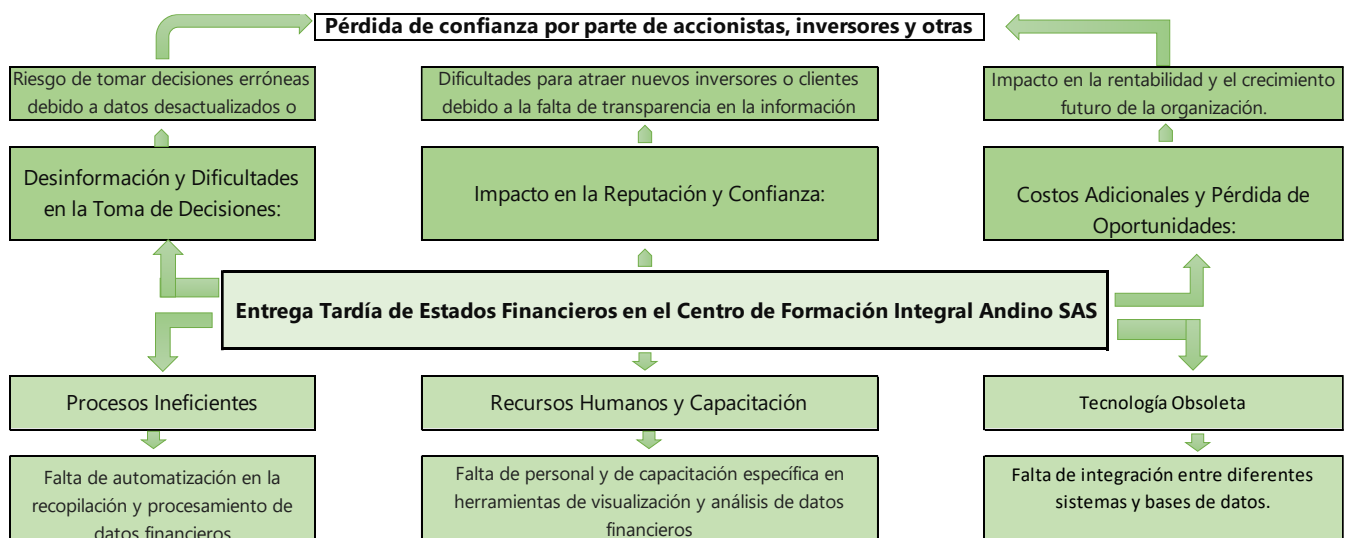 Pérdida de confianza por parte de accionistas, inversores y otras
Riesgo de tomar decisiones erróneas
debido a datos desactualizados o
Dificultades para atraer nuevos inversores o clientes
debido a la falta de transparencia en la información
Impacto en la rentabilidad y el crecimiento
futuro de la organización.
Desinformación y Dificultades
en la Toma de Decisiones:
Impacto en la Reputación y Confianza:
Costos Adicionales y Pérdida de
Oportunidades:
Entrega Tardía de Estados Financieros en el Centro de Formación Integral Andino SAS
Procesos Ineficientes
Recursos Humanos y Capacitación
Tecnología Obsoleta
Falta de automatización en la
recopilación y procesamiento de
datos financieros
Falta de personal y de capacitación específica en
herramientas de visualización y análisis de datos
financieros
Falta de integración entre diferentes
sistemas y bases de datos.